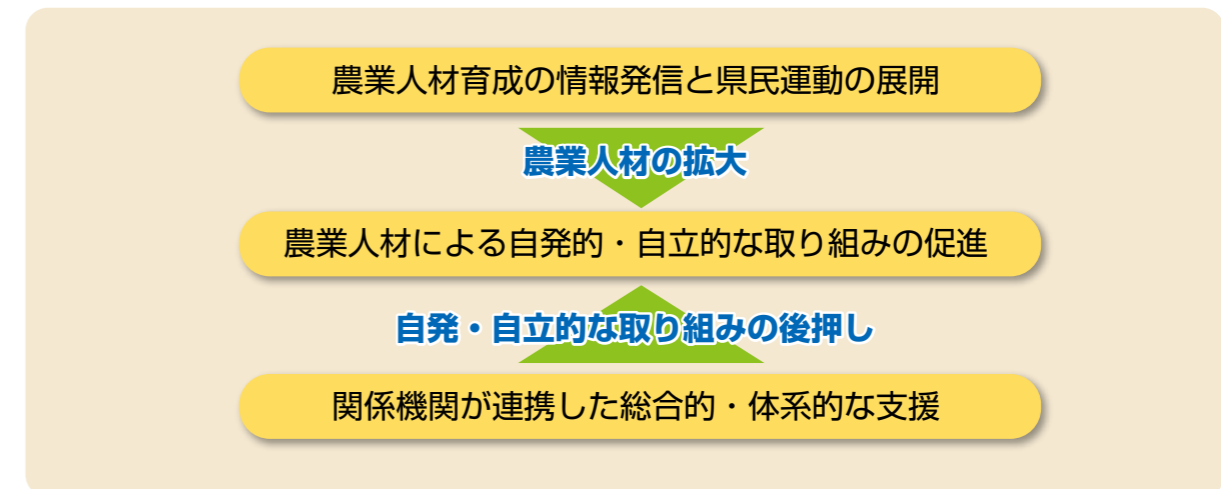 農業人材育成の情報発信と県民運動の展開
農業人材の拡大
農業人材による自発的・自立的な取り組みの促進
自発・自立的な取り組みの後押し
関係機関が連携した総合的・体系的な支援